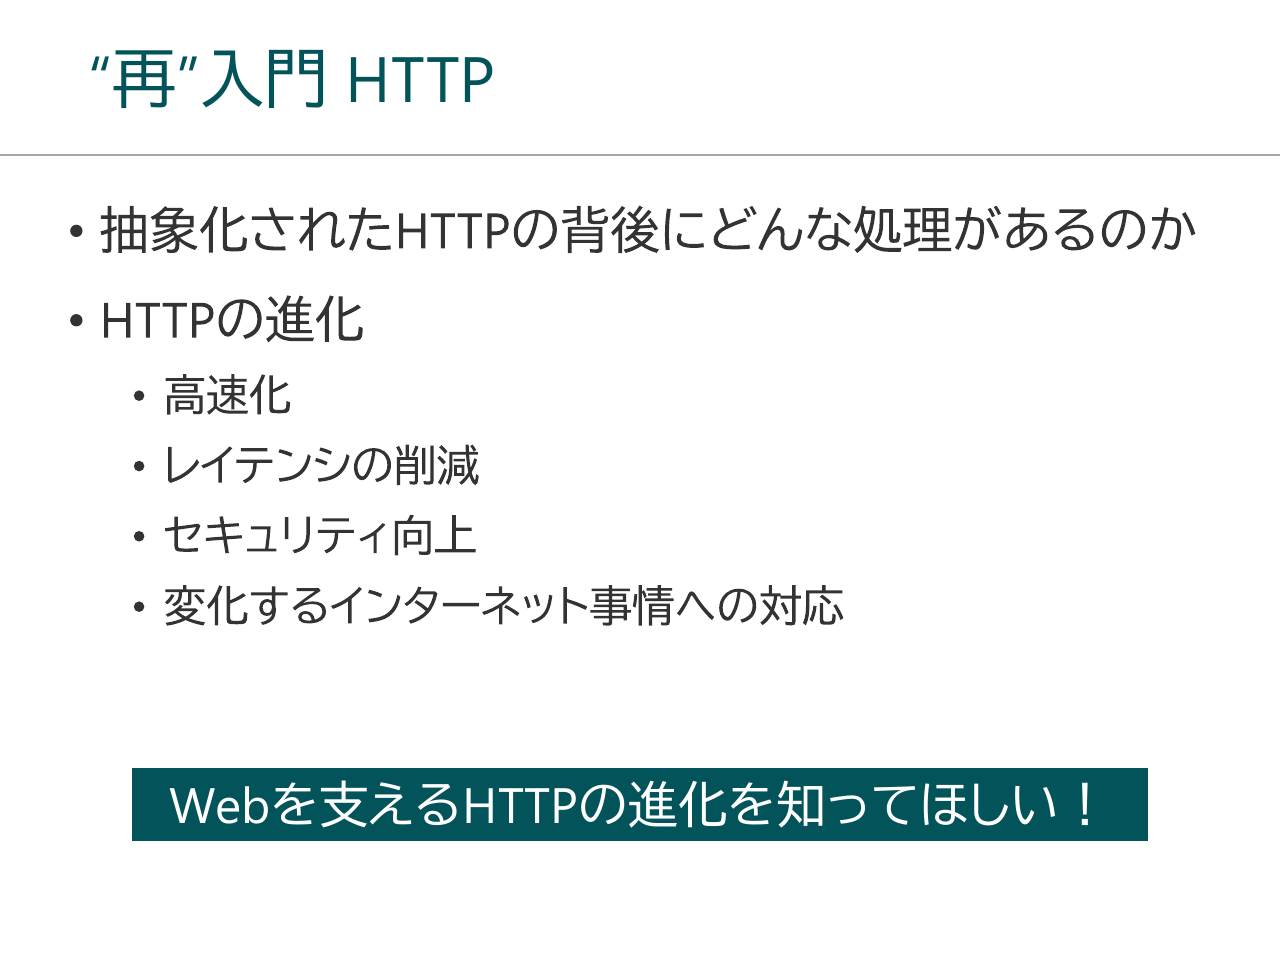 “再”入門 HTTP
• 抽象化されたHTTPの背後にどんな処理があるのか
• HTTPの進化
• 高速化
• レイテンシの削減
• セキュリティ向上
• 変化するインターネット事情への対応
Webを支えるHTTPの進化を知ってほしい！